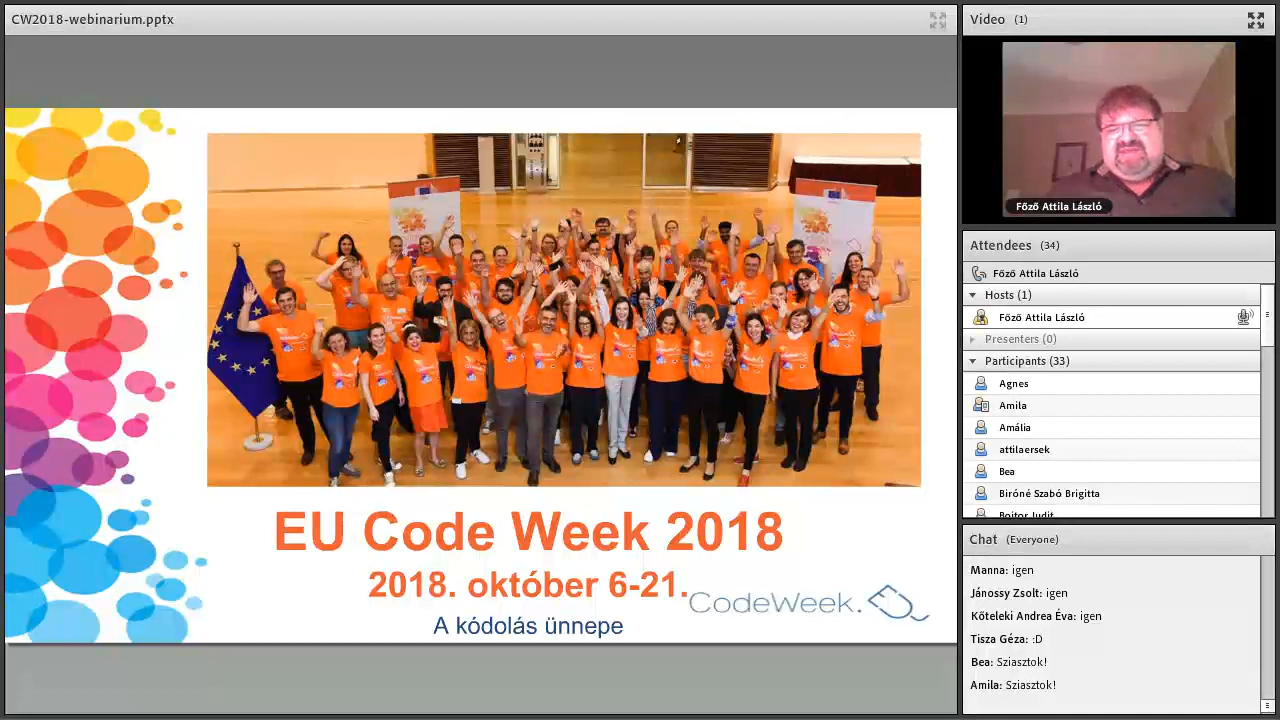 CW2018-webinarium.pptx
EU Code Week 2018
2018. október 6-21.
CodeWeek.
A kódolás ünnepe
Video (1)
Főző Attila László
Attendees (34)
Főző Attila László
Hosts (1)
Főző Attila László
Presenters (0)
Participants (33)
Agnes
Amila
Amália
attilaersek
Bea
Biróné Szabó Brigitta
Bojtor Judit
Chat (Everyone)
Manna: igen
Jánossy Zsolt: igen
Kőteleki Andrea Éva: igen
Tisza Géza: :D
Bea: Sziasztok!
Amila: Sziasztok!